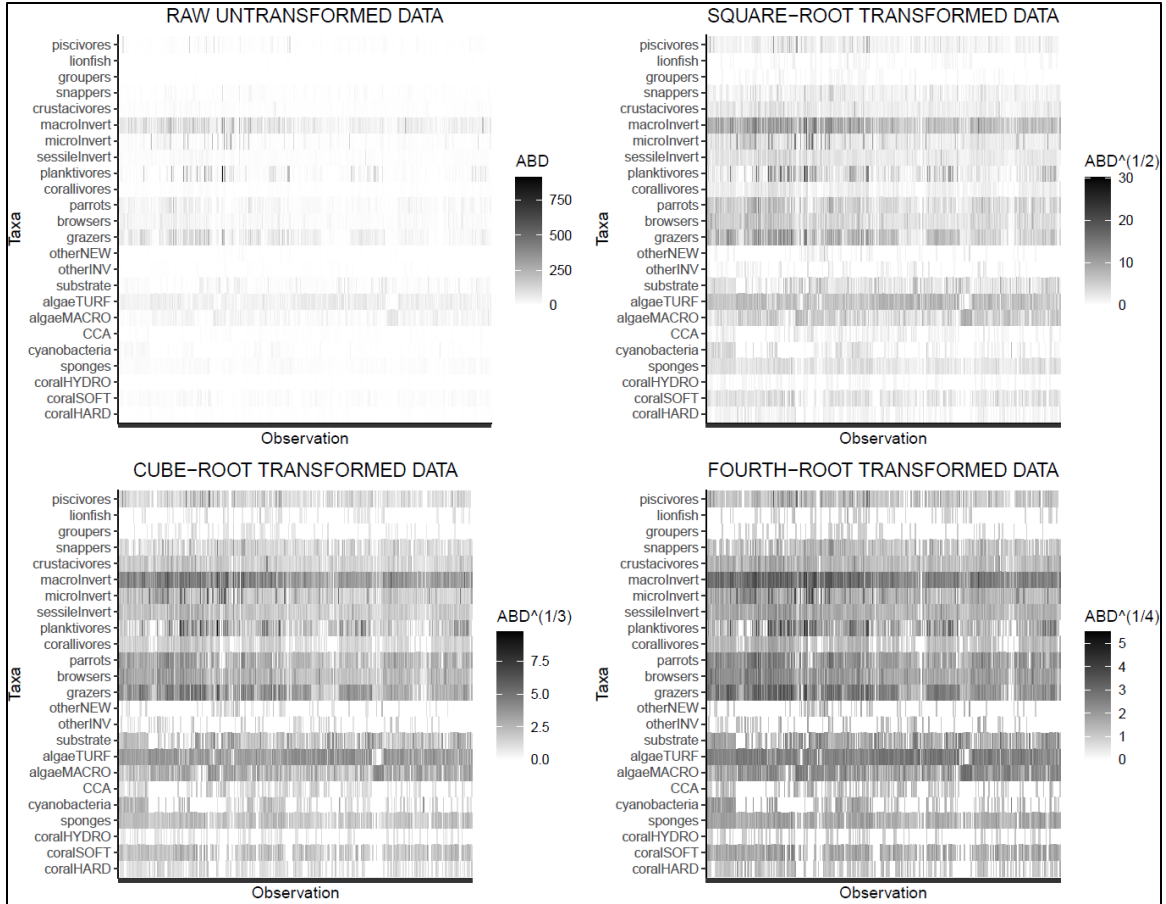 RAW UNTRANSFORMED DATA
piscivores
lionfish
groupers
snappers
crustacivores
macroInvert
microInvert
sessileInvert
planktivores
corallivores
parrots
browsers
grazers
otherNEW
otherINV
substrate
algaeTURF
algaeMACRO
CCA
cyanobacteria
sponges
coralHYDRO
coralSOFT
coralHARD
Taxa
Observation
ABD
750
500
250
0
SQUARE−ROOT TRANSFORMED DATA
piscivores
lionfish
groupers
snappers
crustacivores
macroInvert
microInvert
sessileInvert
planktivores
corallivores
parrots
browsers
grazers
otherNEW
otherINV
substrate
algaeTURF
algaeMACRO
CCA
cyanobacteria
sponges
coralHYDRO
coralSOFT
coralHARD
Taxa
Observation
ABD^(1/2)
30
20
10
0
CUBE−ROOT TRANSFORMED DATA
piscivores
lionfish
groupers
snappers
crustacivores
macroInvert
microInvert
sessileInvert
planktivores
corallivores
parrots
browsers
grazers
otherNEW
otherINV
substrate
algaeTURF
algaeMACRO
CCA
cyanobacteria
sponges
coralHYDRO
coralSOFT
coralHARD
Taxa
Observation
ABD^(1/3)
7.5
5.0
2.5
0.0
FOURTH−ROOT TRANSFORMED DATA
piscivores
lionfish
groupers
snappers
crustacivores
macroInvert
microInvert
sessileInvert
planktivores
corallivores
parrots
browsers
grazers
otherNEW
otherINV
substrate
algaeTURF
algaeMACRO
CCA
cyanobacteria
sponges
coralHYDRO
coralSOFT
coralHARD
Taxa
Observation
ABD^(1/4)
5
4
3
2
1
0